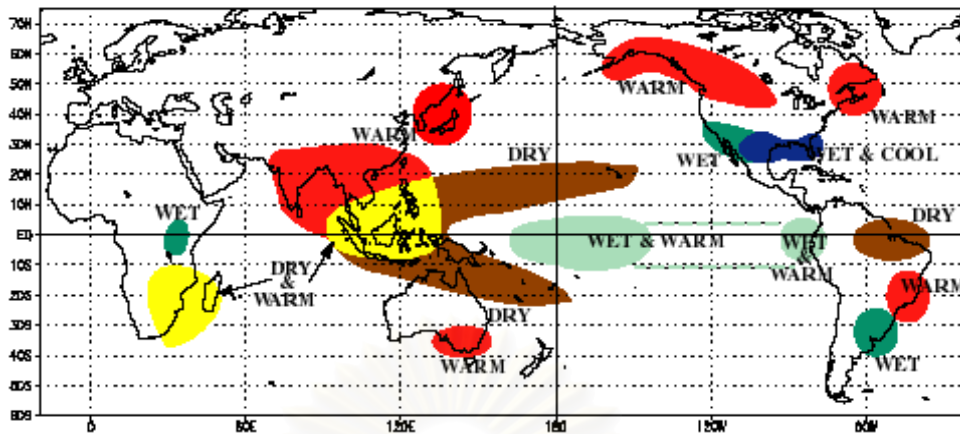 70N
60N
50N
WARM
40N
WARM
WARM
30N
DRY
WET
WET & COOL
20N
10N
WET
DRY
EQ
WET & WARM
WET
&
WARM
10S
DRY
&
WARM
20S
WARM
DRY
30S
40S
WARM
WET
50S
60S
0
60E
120E
180
120W
60W